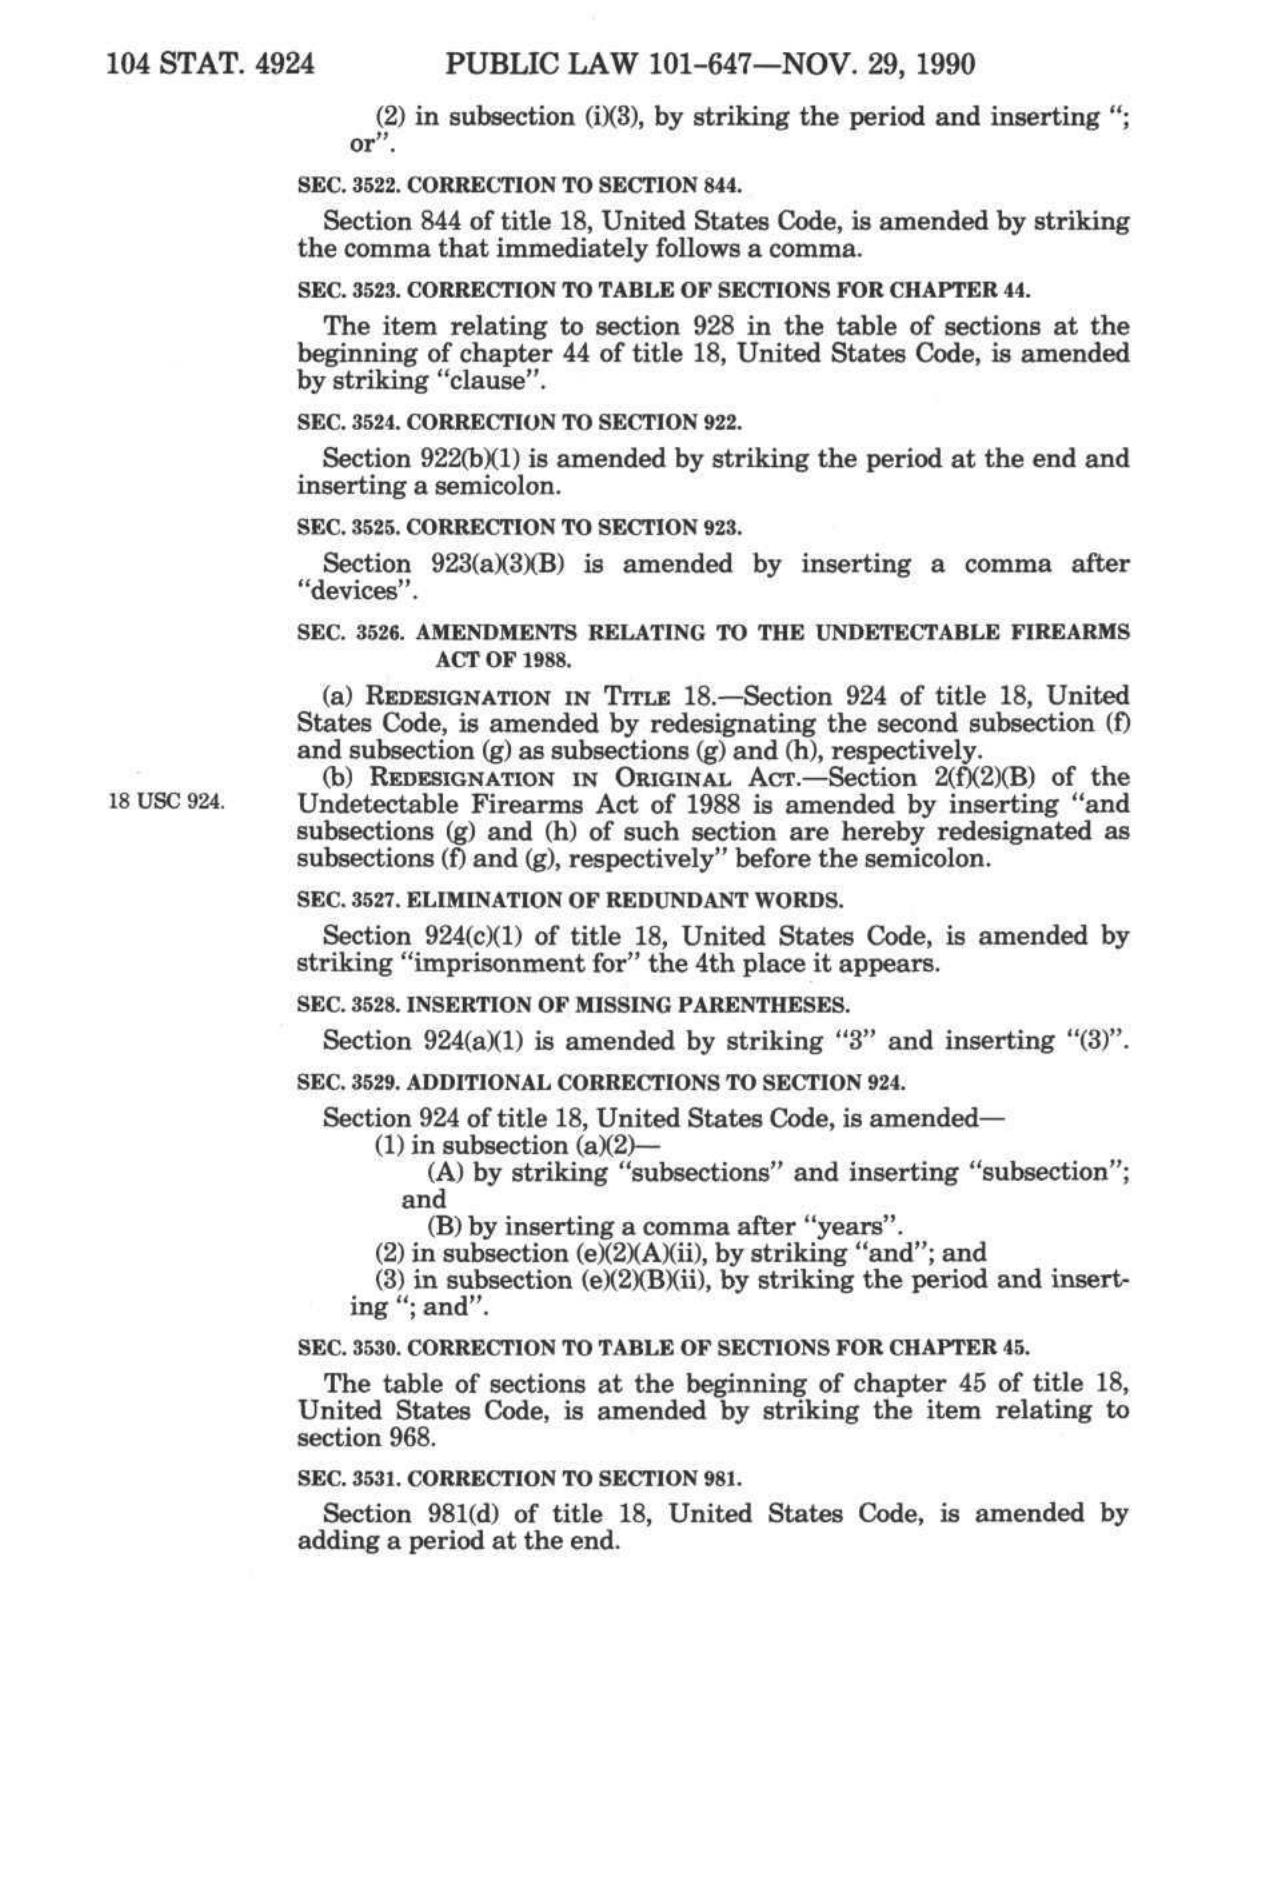 104 STAT. 4924 PUBLIC LAW 101-647—NOV. 29, 1990
(2) in subsection (i)(3), by striking the period and inserting “;
or”.
SEC. 3522. CORRECTION TO SECTION 844.
Section 844 of title 18, United States Code, is amended by striking
the comma that immediately follows a comma.
SEC. 3523. CORRECTION TO TABLE OF SECTIONS FOR CHAPTER 44.
The item relating to section 928 in the table of sections at the
beginning of chapter 44 of title 18, United States Code, is amended
by striking “clause”.
SEC. 3524. CORRECTION TO SECTION 922.
Section 922(b)(1) is amended by striking the period at the end and
inserting a semicolon.
SEC. 3525. CORRECTION TO SECTION 923.
Section 923(a)(3)(B) is amended by inserting a comma after
“devices”.
SEC. 3526. AMENDMENTS RELATING TO THE UNDETECTABLE FIREARMS
ACT OF 1988.
(a) REDESIGNATION IN TITLE 18.—Section 924 of title 18, United
States Code, is amended by redesignating the second subsection (f)
and subsection (g) as subsections (g) and (h), respectively.
(b) REDESIGNATION IN ORIGINAL ACT.—Section 2(f)(2)(B) of the
18 USC 924. Undetectable Firearms Act of 1988 is amended by inserting “and
subsections (g) and (h) of such section are hereby redesignated as
subsections (f) and (g), respectively” before the semicolon.
SEC. 3527. ELIMINATION OF REDUNDANT WORDS.
Section 924(c)(1) of title 18, United States Code, is amended by
striking “imprisonment for” the 4th place it appears.
SEC. 3528. INSERTION OF MISSING PARENTHESES.
Section 924(a)(1) is amended by striking “3” and inserting “(3)”.
SEC. 3529. ADDITIONAL CORRECTIONS TO SECTION 924.
Section 924 of title 18, United States Code, is amended—
(1) in subsection (a)(2)—
(A) by striking “subsections” and inserting “subsection”;
and
(B) by inserting a comma after “years”.
(2) in subsection (e)(2)(A)(ii), by striking “and”; and
(3) in subsection (e)(2)(B)(ii), by striking the period and insert-
ing “; and”.
SEC. 3530. CORRECTION TO TABLE OF SECTIONS FOR CHAPTER 45.
The table of sections at the beginning of chapter 45 of title 18,
United States Code, is amended by striking the item relating to
section 968.
SEC. 3531. CORRECTION TO SECTION 981.
Section 981(d) of title 18, United States Code, is amended by
adding a period at the end.